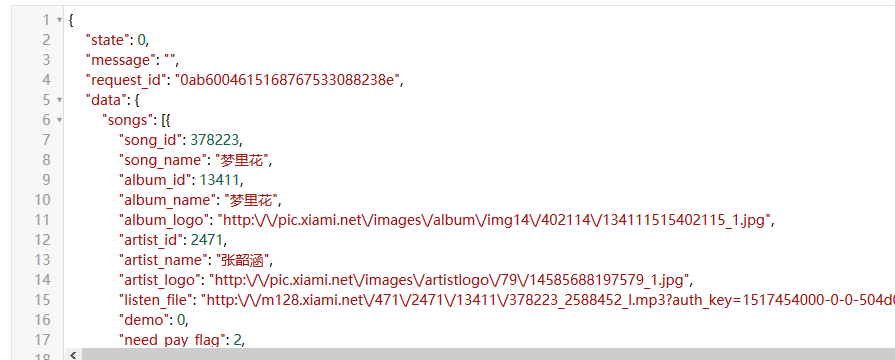 1 {
2 "state": 0,
3 "message": "",
4 "request_id": "0ab6004615168767533088238e",
5 "data": {
6 "songs": [{
7 "song_id": 378223,
8 "song_name": "梦里花",
9 "album_id": 13411,
10 "album_name": "梦里花",
11 "album_logo": "http:\/\/pic.xiami.net\/images\/album\/img14\/402114\/134111515402115_1.jpg",
12 "artist_id": 2471,
13 "artist_name": "张韶涵",
14 "artist_logo": "http:\/\/pic.xiami.net\/images\/artistlogo\/79\/14585688197579_1.jpg",
15 "listen_file": "http:\/\/m128.xiami.net\/471\/2471\/13411\/378223_2588452_l.mp3?auth_key=1517454000-0-0-504d0
16 "demo": 0,
17 "need_pay_flag": 2,
18